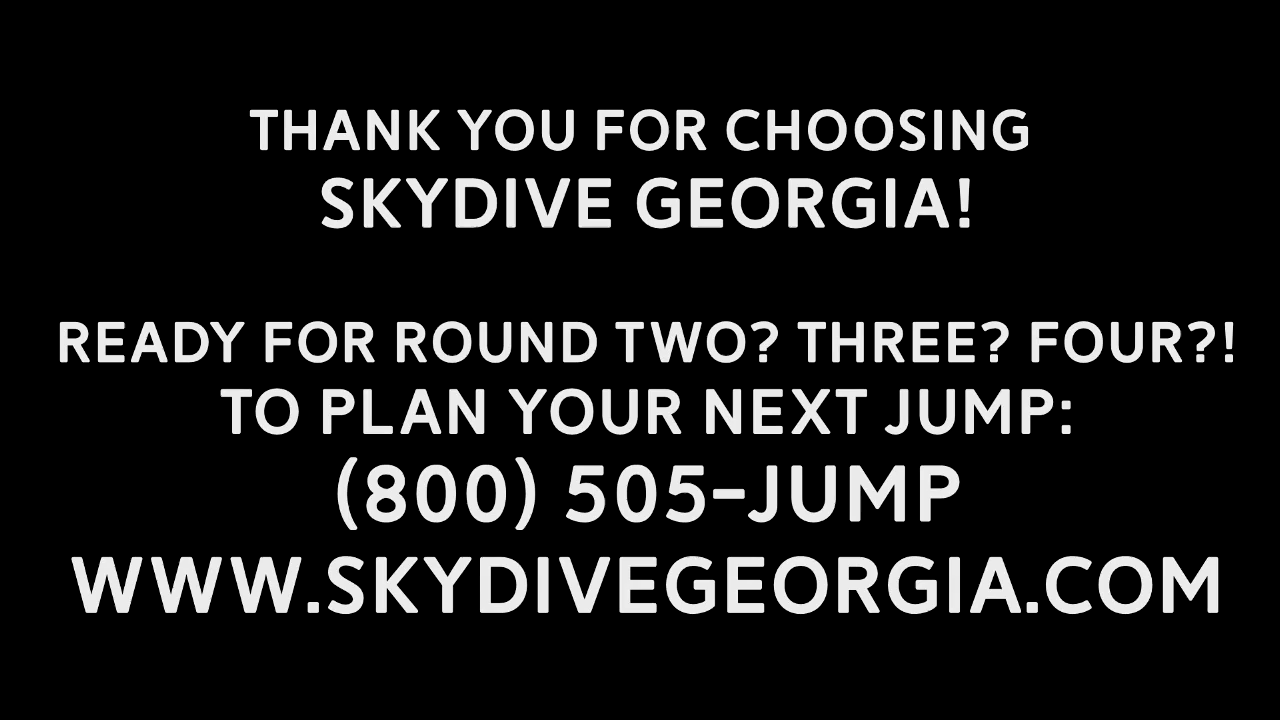 THANK YOU FOR CHOOSING
SKYDIVE GEORGIA!
READY FOR ROUND TWO? THREE? FOUR?!
TO PLAN YOUR NEXT JUMP:
(800) 505-JUMP
WWW.SKYDIVEGEORGIA.COM